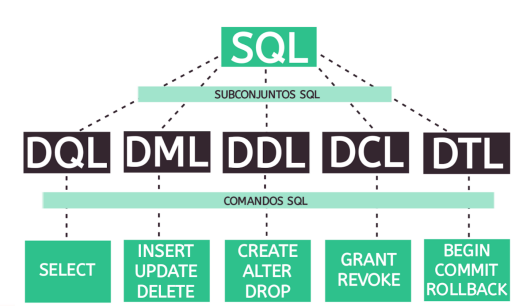 SQL
SUBCONJUNTOS SQL
DQL DML DDL DCL DTL
COMANDOS SQL
SELECT
INSERT
UPDATE
DELETE
CREATE
ALTER
DROP
GRANT
REVOKE
BEGIN
COMMIT
ROLLBACK